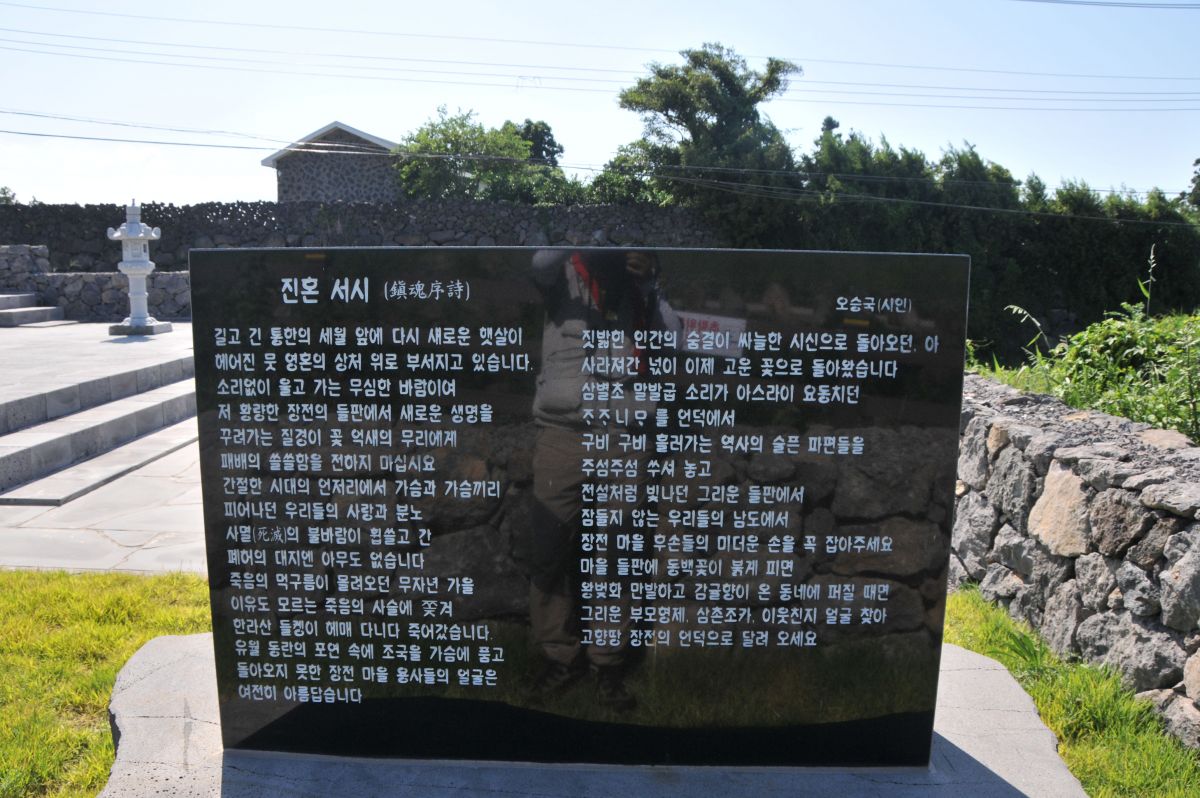 진혼 서시 (鎭魂序詩)
오승국(시인)
길고 긴 통한의 세월 앞에 다시 새로운 햇살이
헤어진 뭇 영혼의 상처 위로 부서지고 있습니다.
소리없이 울고 가는 무심한 바람이여
저 황량한 장전의 들판에서 새로운 생명을
꾸려가는 질경이 꽃 억새의 무리에게
패배의 쓸쓸함을 전하지 마십시요
간절한 시대의 언저리에서 가슴과 가슴끼리
피어나던 우리들의 사랑과 분노
사멸(死滅)의 불바람이 휩쓸고 간
폐허의 대지엔 아무도 없습니다
죽음의 먹구름이 몰려오던 무자년 가을
이유도 모르는 죽음의 사슬에 쫓겨
한라산 들켕이 헤매 다니다 죽어갔습니다.
유월 동란의 포연 속에 조국을 가슴에 품고
돌아오지 못한 장전 마을 용사들의 얼굴은
여전히 아름답습니다
짓밟힌 인간의 숨결이 싸늘한 시신으로 돌아오던, 아
사라져간 넋이 이제 고운 꽃으로 돌아왔습니다
삼별초 말발굽 소리가 아스라이 요동치던
를 언덕에서
구비 구비 흘러가는 역사의 슬픈 파편들을
주섬주섬 쑤셔 놓고
전설처럼 빛나던 그리운 들판에서
잠들지 않는 우리들의 남도에서
장전 마을 후손들의 미더운 손을 꼭 잡아주세요
마을 들판에 동백꽃이 붉게 피면
왕벚화 만발하고 감귤향이 온 동네에 퍼질 때면
그리운 부모형제, 삼촌조카, 이웃친지 얼굴 찾아
고향땅 장전의 언덕으로 달려 오세요